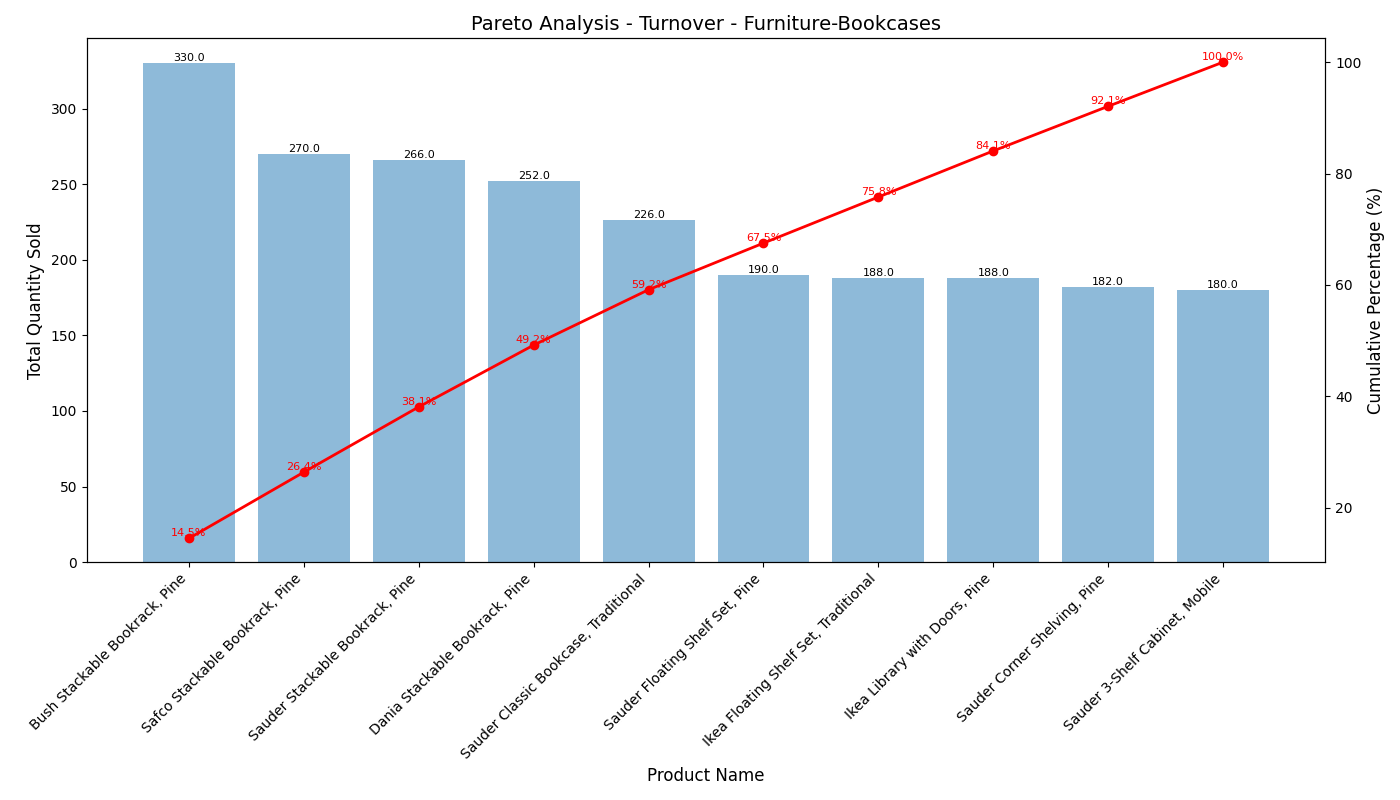 Pareto Analysis - Turnover - Furniture-Bookcases
Total Quantity Sold
300
250
200
150
100
50
0
330.0
270.0
266.0
252.0
226.0
190.0
188.0
188.0
182.0
180.0
14.5%
26.4%
38.1%
49.2%
59.2%
67.5%
75.8%
84.1%
92.1%
100.0%
100
80
60
40
20
Cumulative Percentage (%)
Bush Stackable Bookrack, Pine
Safco Stackable Bookrack, Pine
Sauder Stackable Bookrack, Pine
Dania Stackable Bookrack, Pine
Sauder Classic Bookcase, Traditional
Sauder Floating Shelf Set, Pine
Ikea Floating Shelf Set, Traditional
Ikea Library with Doors, Pine
Sauder Corner Shelving, Pine
Sauder 3-Shelf Cabinet, Mobile
Product Name